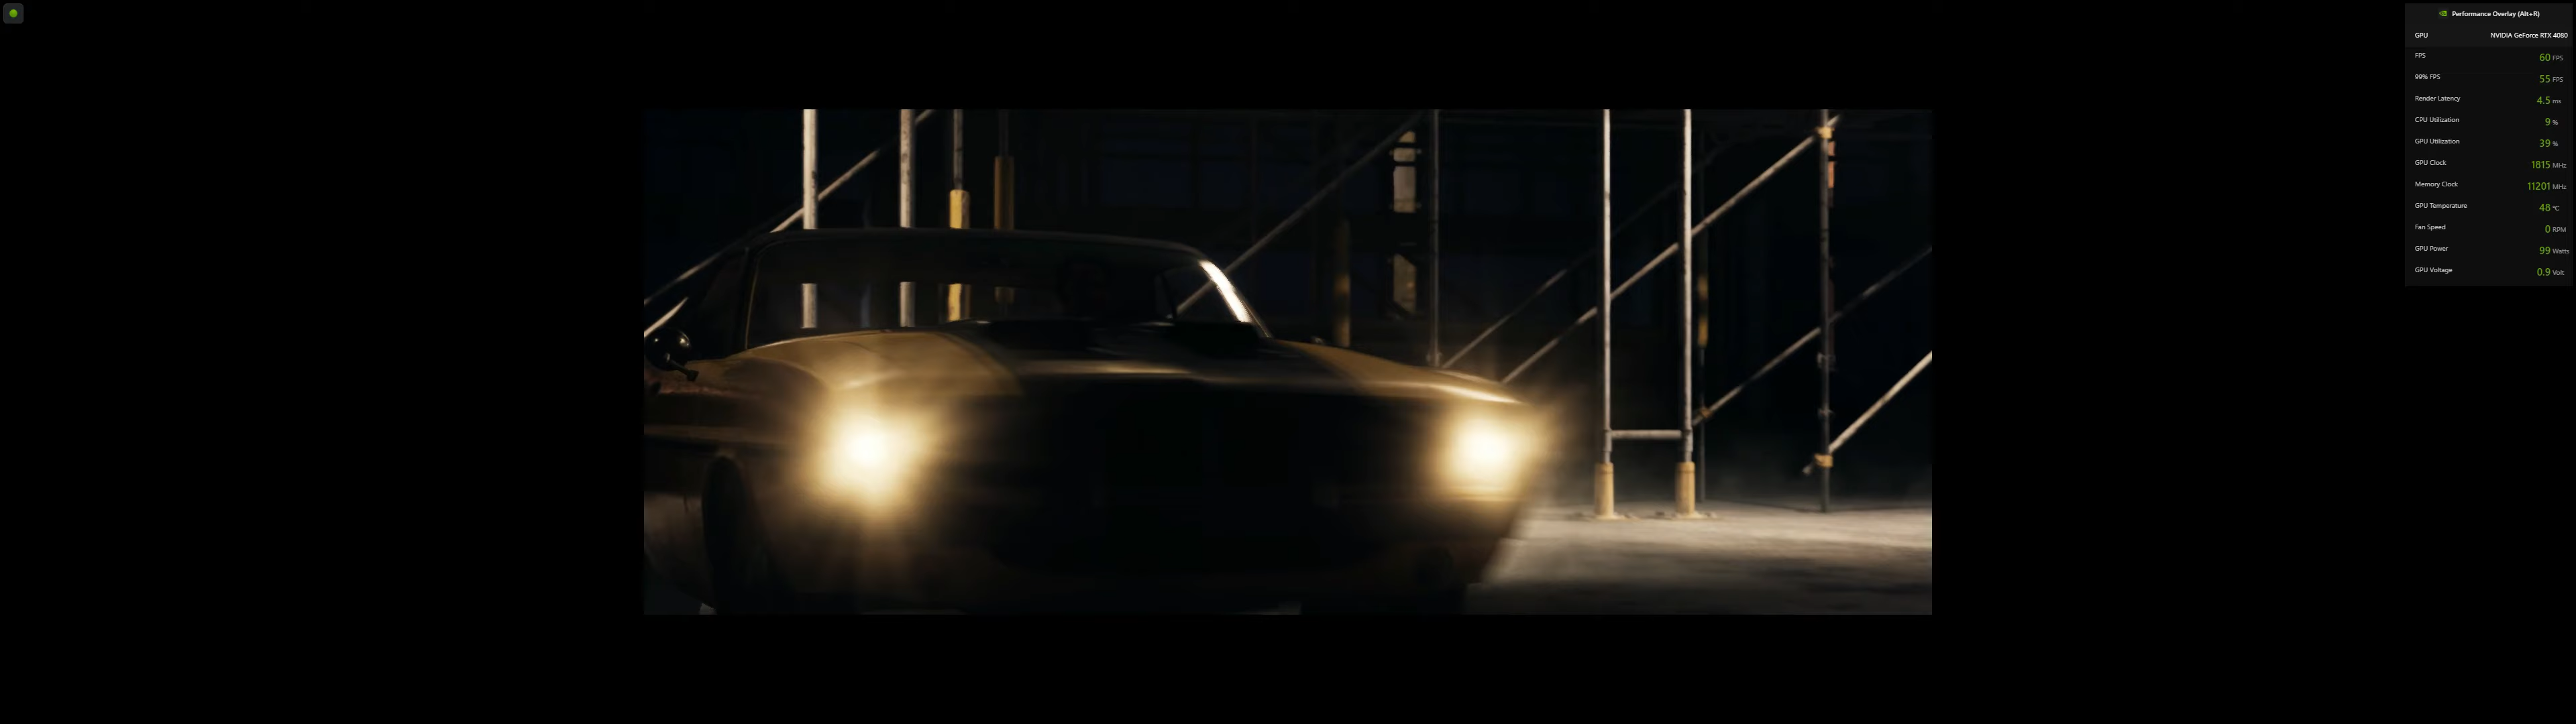 Performance Overlay (Alt+R)
GPU NVIDIA GeForce RTX 4080
FPS 60 FPS
99% FPS 55 FPS
Render Latency 4.5 ms
CPU Utilization 9 %
GPU Utilization 39 %
GPU Clock 1815 MHz
Memory Clock 11201 MHz
GPU Temperature 48 °C
Fan Speed 0 RPM
GPU Power 99 Watts
GPU Voltage 0.9 Volt